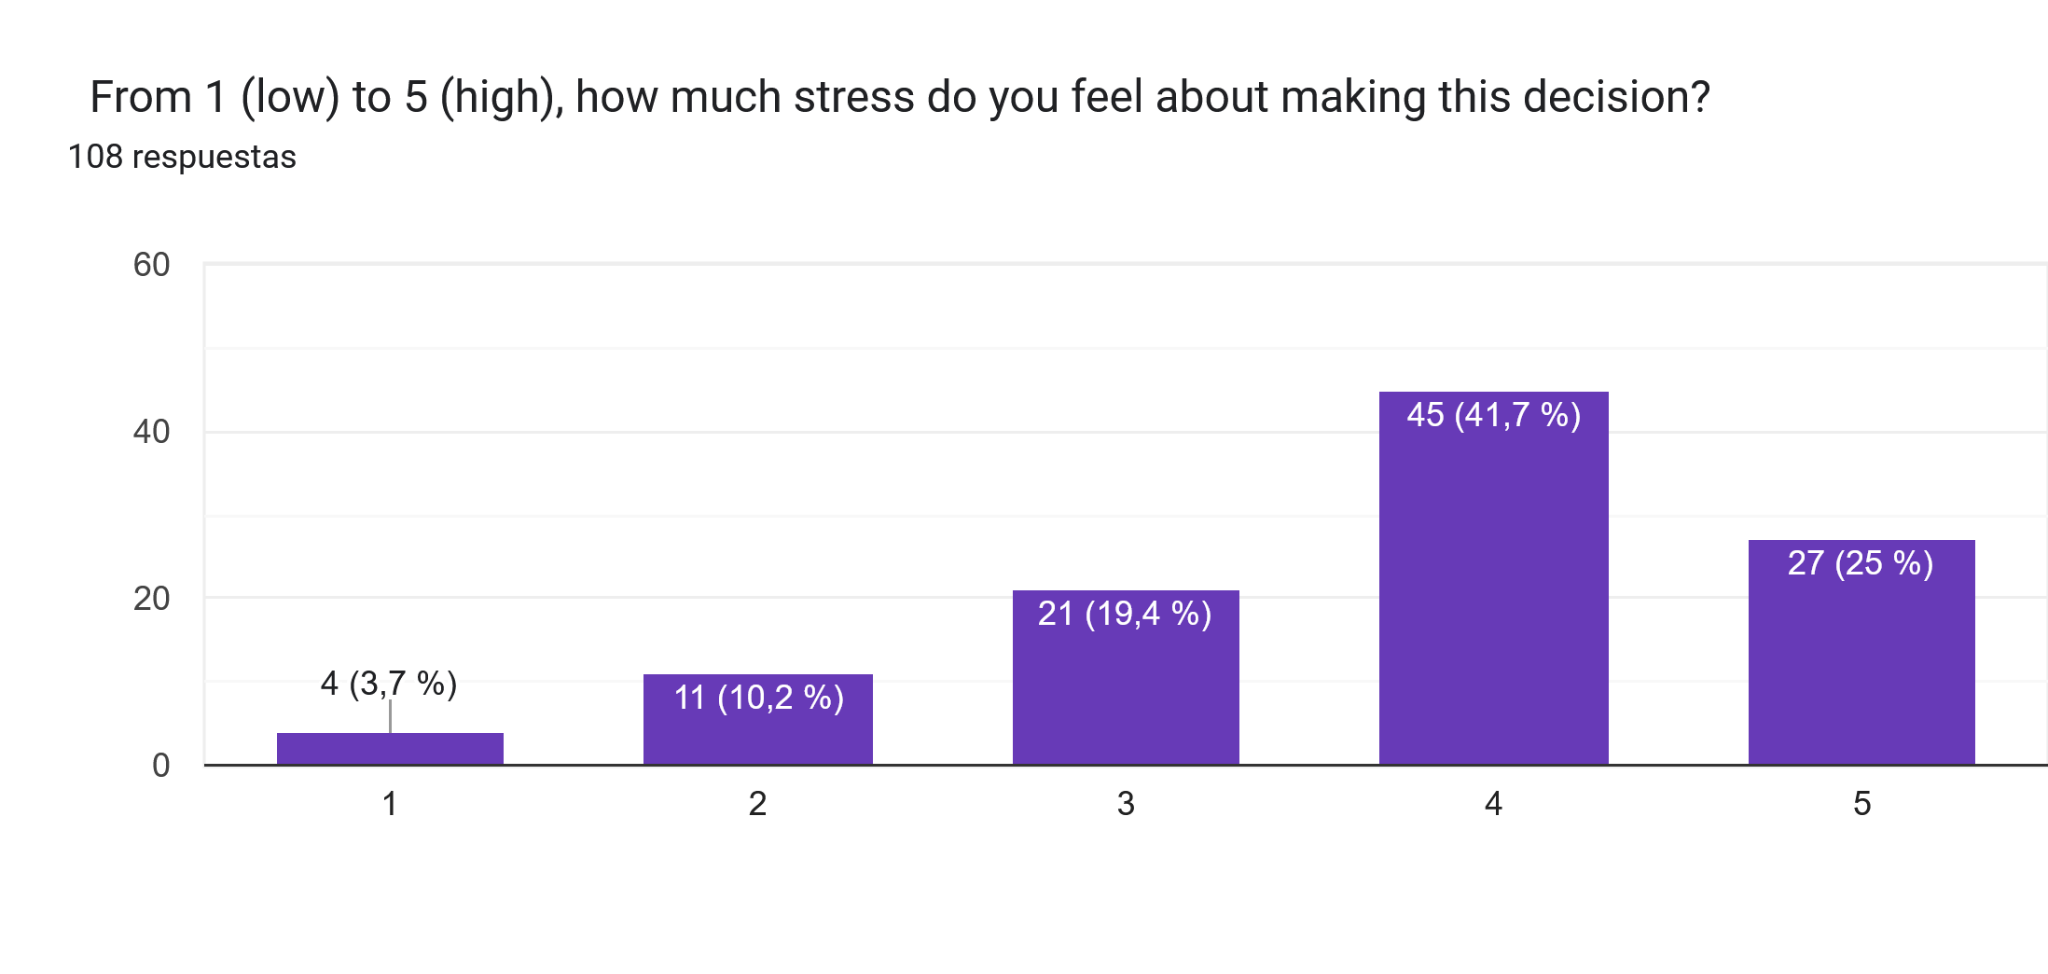 From 1 (low) to 5 (high), how much stress do you feel about making this decision?
108 respuestas
60
40
20
0
4 (3,7 %)
11 (10,2 %)
21 (19,4 %)
45 (41,7 %)
27 (25 %)
1
2
3
4
5